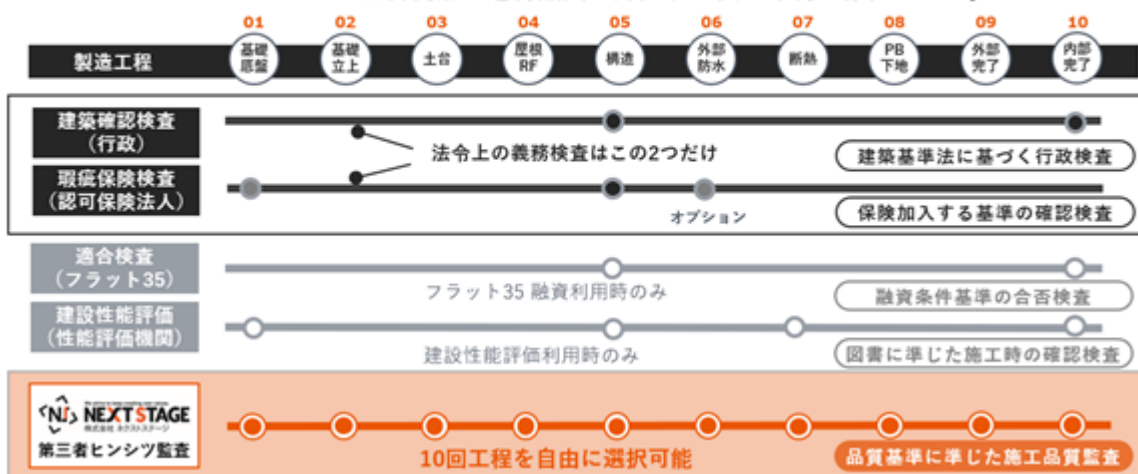 01 02 03 04 05 06 07 08 09 10
製造工程
基礎
底盤
基礎
立上
土台
屋根
RF
構造
外部
防水
断熱
PB
下地
外部
完了
内部
完了
建築確認検査
(行政)
法令上の義務検査はこの2つだけ
建築基準法に基づく行政検査
瑕疵保険検査
(認可保険法人)
オプション
保険加入する基準の確認検査
適合検査
(フラット35)
フラット35 融資利用時のみ
融資条件基準の合否検査
建設性能評価
(性能評価機関)
建設性能評価利用時のみ
図書に準じた施工時の確認検査
NEXT STAGE
株式会社 ネクストステージ
第三者ヒンシツ監査
10回工程を自由に選択可能
品質基準に準じた施工品質監査